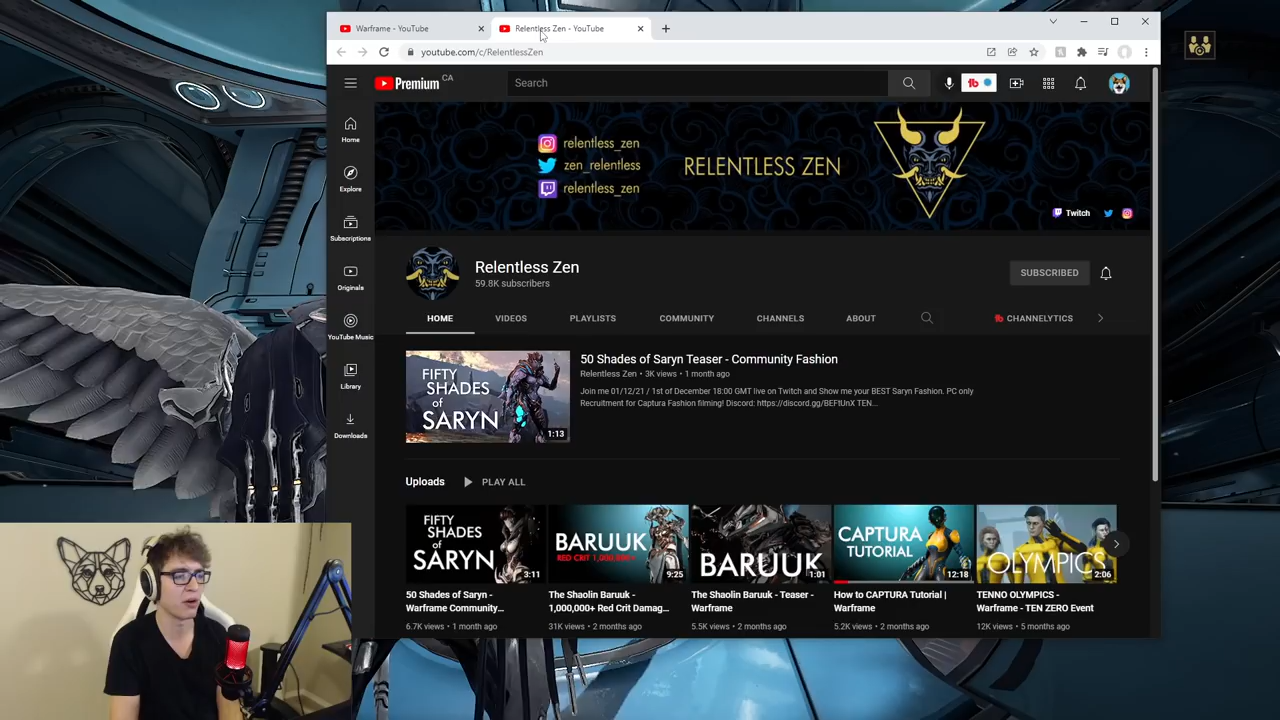 Warframe - YouTube
Relentless Zen - YouTube
youtube.com/c/RelentlessZen
Premium CA
Search
Home
Explore
Subscriptions
Originals
YouTube Music
Library
Downloads
relentless_zen
zen_relentless
relentless_zen
RELENTLESS ZEN
Twitch
Relentless Zen
59.8K subscribers
SUBSCRIBED
HOME VIDEOS PLAYLISTS COMMUNITY CHANNELS ABOUT CHANNELYTICS
FIFTY
SHADES
of
SARYN
1:13
50 Shades of Saryn Teaser - Community Fashion
Relentless Zen • 3K views • 1 month ago
Join me 01/12/21 / 1st of December 18:00 GMT live on Twitch and Show me your BEST Saryn Fashion. PC only
Recruitment for Captura Fashion filming! Discord: https://discord.gg/BEFtUnX TEN...
Uploads PLAY ALL
FIFTY
SHADES
of
SARYN
3:11
50 Shades of Saryn -
Warframe Community...
6.7K views • 1 month ago
BARUUK
RED CRIT 1,000,000+
9:25
The Shaolin Baruuk -
1,000,000+ Red Crit Damag...
31K views • 2 months ago
BARUUK
1:01
The Shaolin Baruuk - Teaser -
Warframe
5.5K views • 2 months ago
CAPTURA
TUTORIAL
12:18
How to CAPTURA Tutorial |
Warframe
5.2K views • 2 months ago
OLYMPICS
2:06
TENNO OLYMPICS -
Warframe - TEN ZERO Event
12K views • 5 months ago